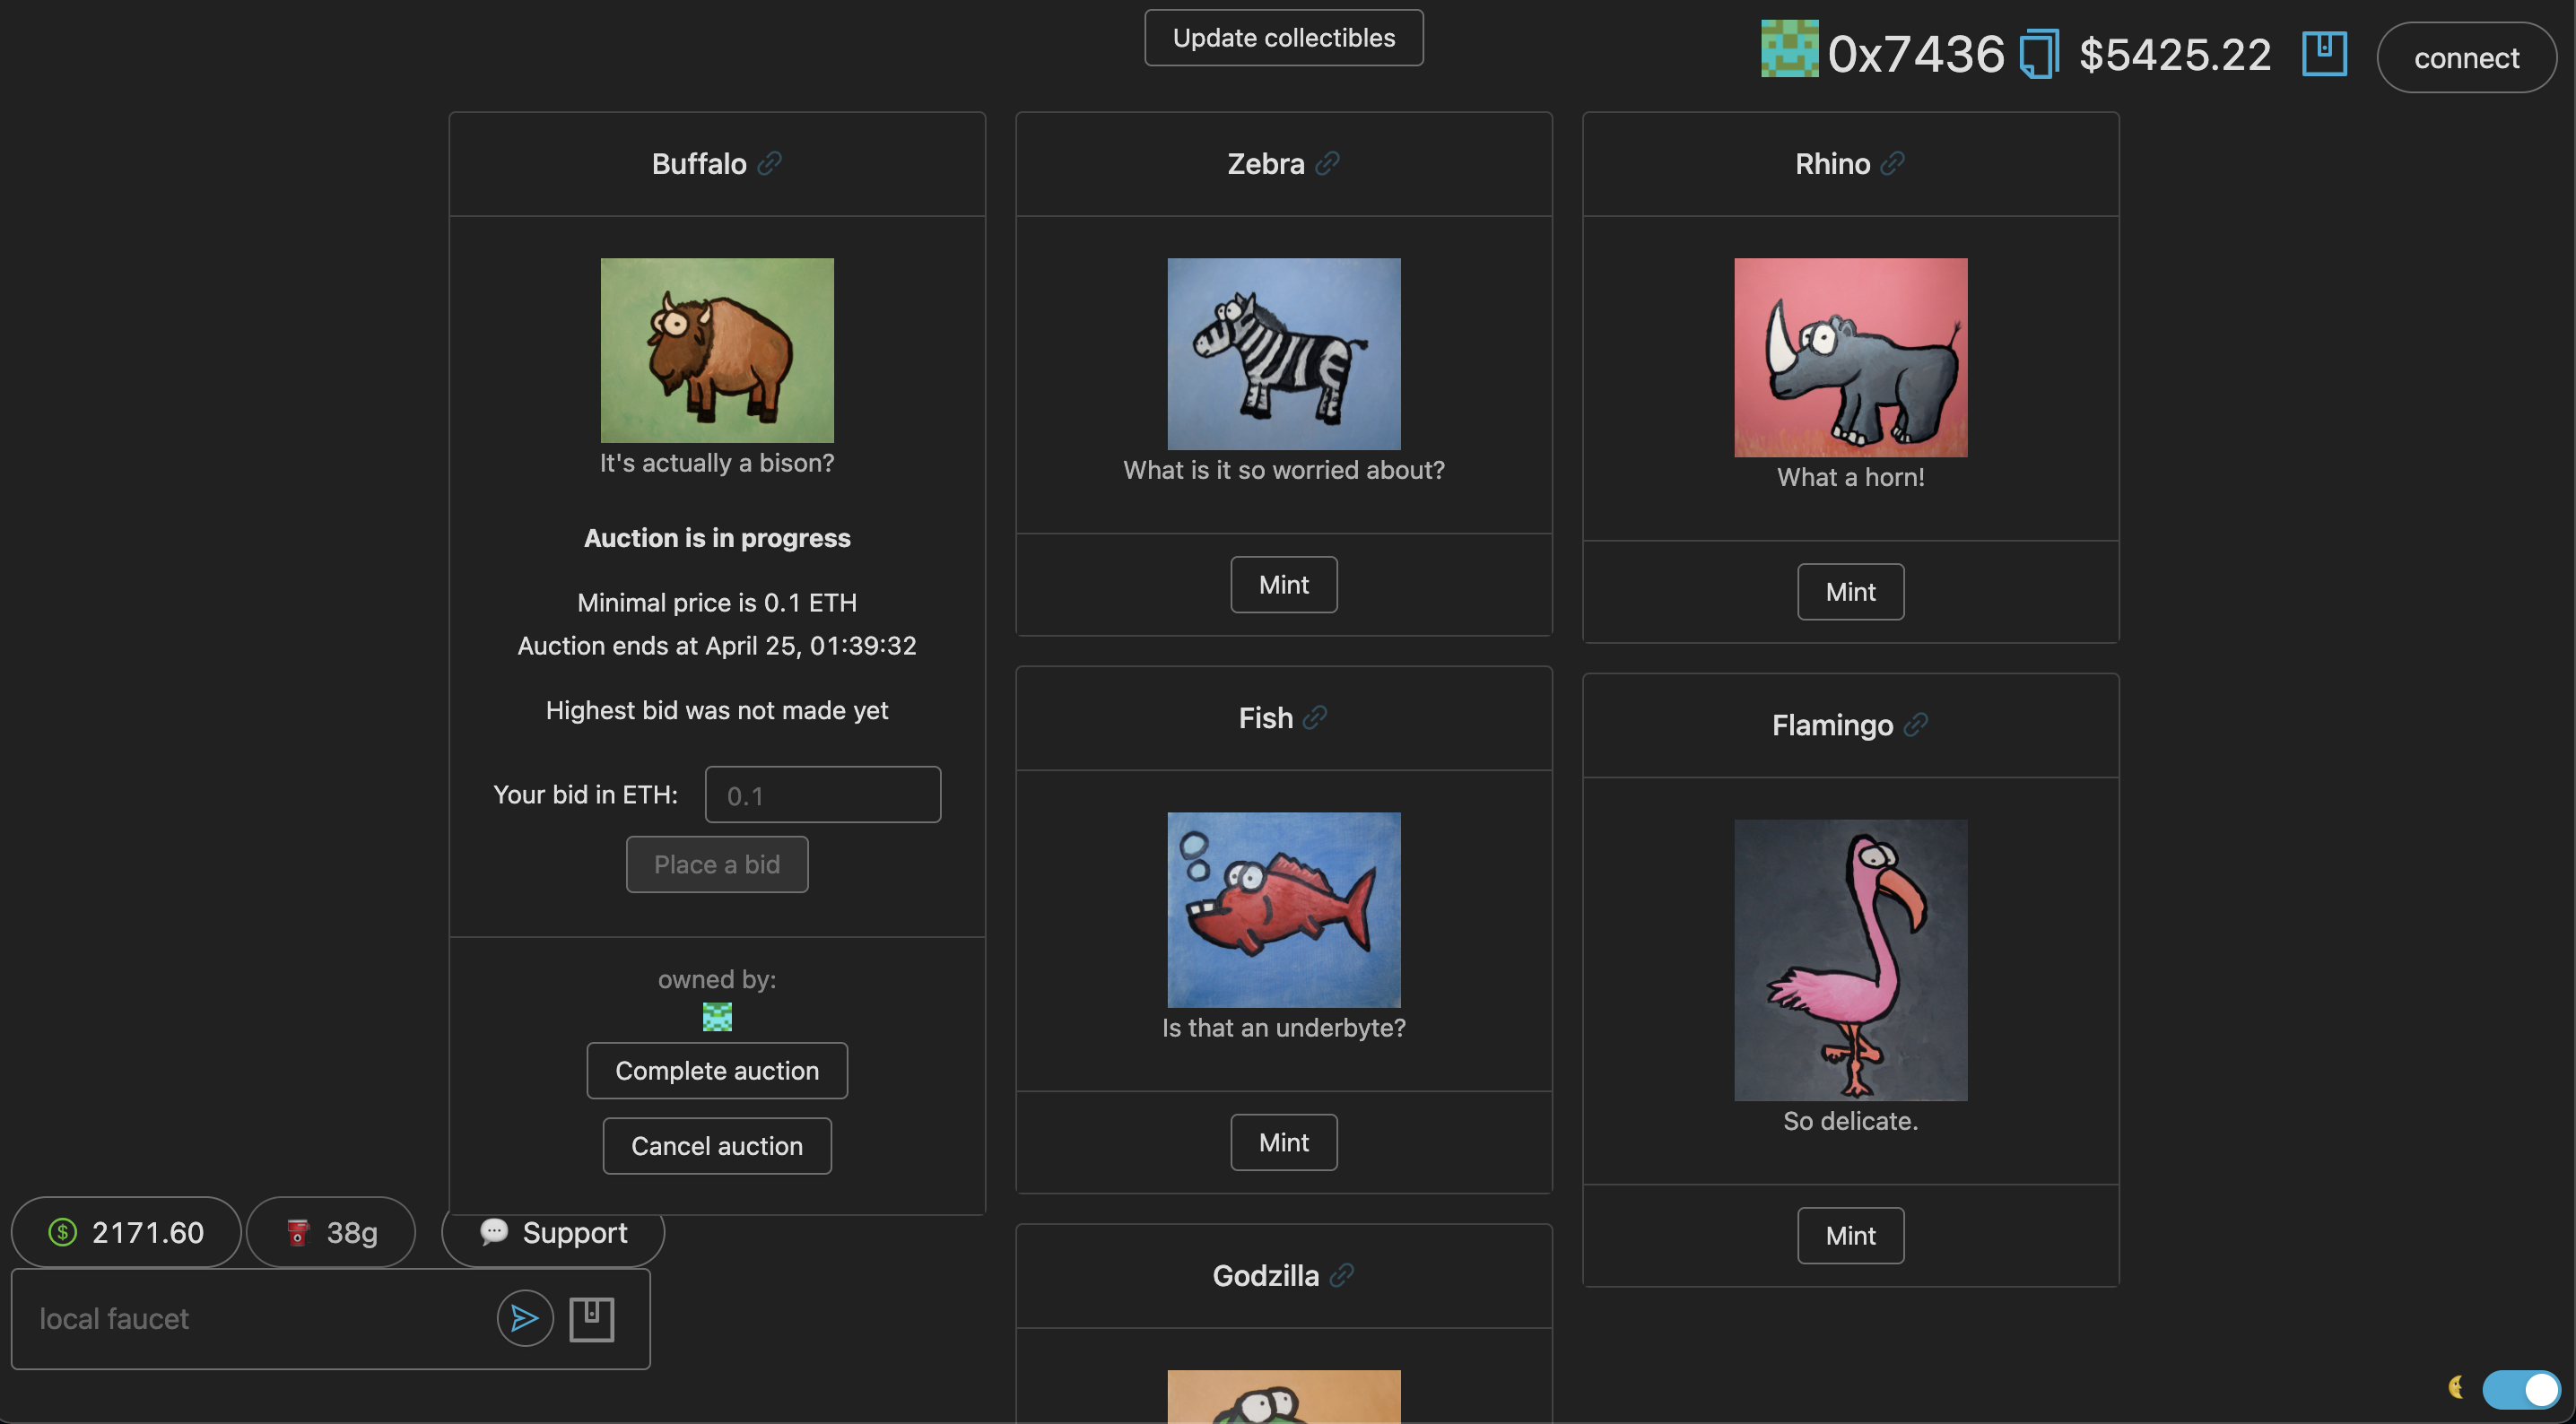 Update collectibles
0x7436 $5425.22 connect
Buffalo
It's actually a bison?
Auction is in progress
Minimal price is 0.1 ETH
Auction ends at April 25, 01:39:32
Highest bid was not made yet
Your bid in ETH: 0.1
Place a bid
owned by:
Complete auction
Cancel auction
Zebra
What is it so worried about?
Mint
Fish
Is that an underbyte?
Mint
Godzilla
Rhino
What a horn!
Mint
Flamingo
So delicate.
Mint
2171.60 38g Support
local faucet